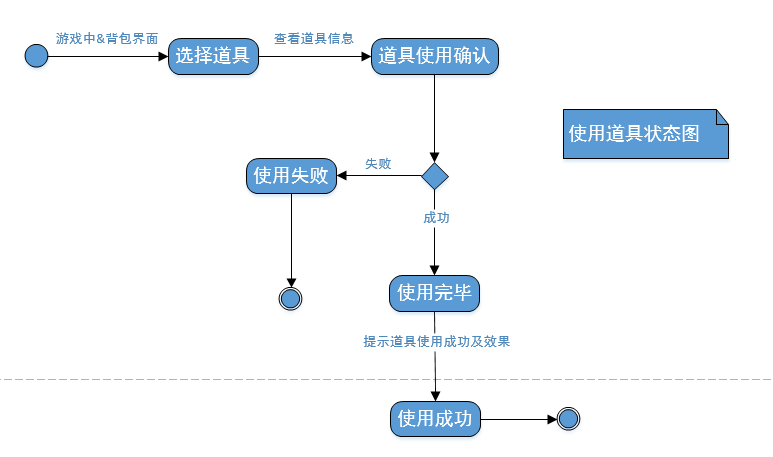 游戏中&背包界面
选择道具
查看道具信息
道具使用确认
使用道具状态图
失败
使用失败
成功
使用完毕
提示道具使用成功及效果
使用成功